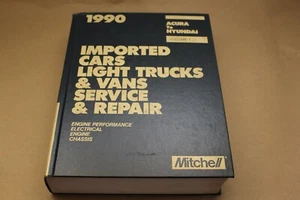 1990
ACURA
To
HYUNDAI
IMPORTED
CARS
LIGHT TRUCKS
& VANS
SERVICE
& REPAIR
ENGINE PERFORMANCE
ELECTRICAL
ENGINE
CHASSIS
Mitchell